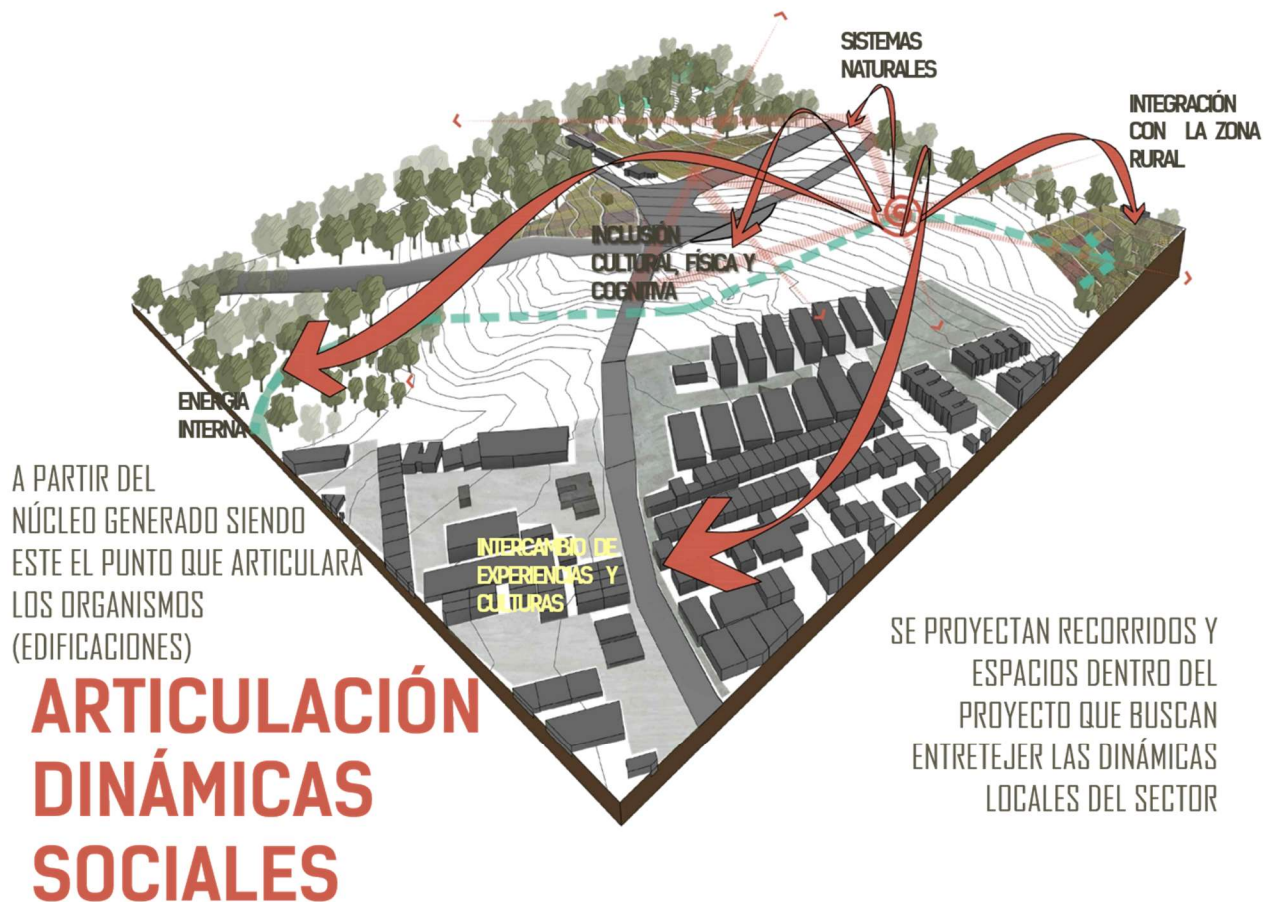 SISTEMAS
NATURALES
INTEGRACIÓN
CON LA ZONA
RURAL
INCLUSIÓN
CULTURAL, FÍSICA Y
COGNITIVA
ENERGIA
INTERNA
A PARTIR DEL
NÚCLEO GENERADO SIENDO
ESTE EL PUNTO QUE ARTICULARA
LOS ORGANISMOS
(EDIFICACIONES)
INTERCAMBIO DE
EXPERIENCIAS Y
CULTURAS
SE PROYECTAN RECORRIDOS Y
ESPACIOS DENTRO DEL
PROYECTO QUE BUSCAN
ENTRETEJER LAS DINÁMICAS
LOCALES DEL SECTOR
ARTICULACIÓN
DINÁMICAS
SOCIALES